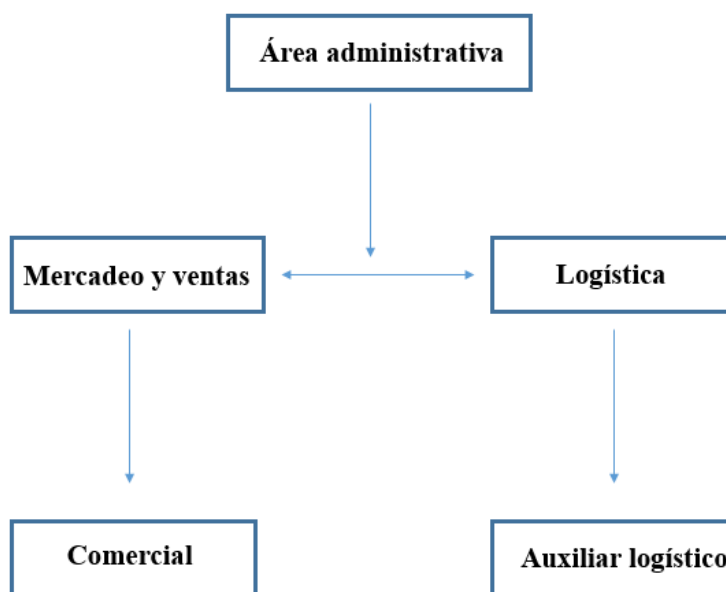 Área administrativa
Mercadeo y ventas
Logística
Comercial
Auxiliar logístico